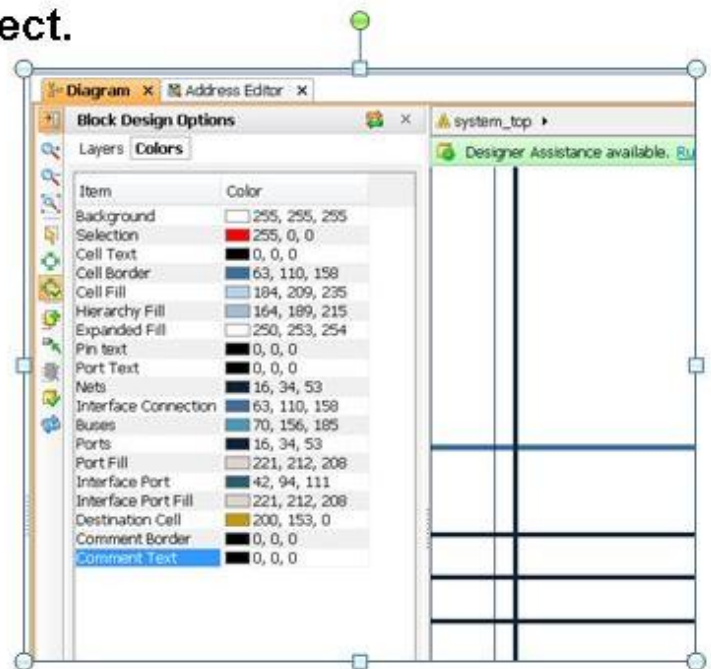 ect.
Diagram × Address Editor ×
Block Design Options ×
system_top
Layers Colors
Designer Assistance available. Ru
Item Color
Background 255, 255, 255
Selection 255, 0, 0
Cell Text 0, 0, 0
Cell Border 63, 110, 158
Cell Fill 184, 209, 235
Hierarchy Fill 164, 189, 215
Expanded Fill 250, 253, 254
Pin text 0, 0, 0
Port Text 0, 0, 0
Nets 16, 34, 53
Interface Connection 63, 110, 158
Buses 70, 156, 185
Ports 16, 34, 53
Port Fill 221, 212, 208
Interface Port 42, 94, 111
Interface Port Fill 221, 212, 208
Destination Cell 200, 153, 0
Comment Border 0, 0, 0
Comment Text 0, 0, 0